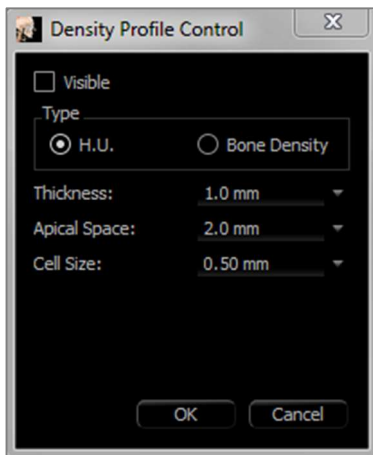 Density Profile Control
Visible
Type
H.U. Bone Density
Thickness: 1.0 mm
Apical Space: 2.0 mm
Cell Size: 0.50 mm
OK Cancel